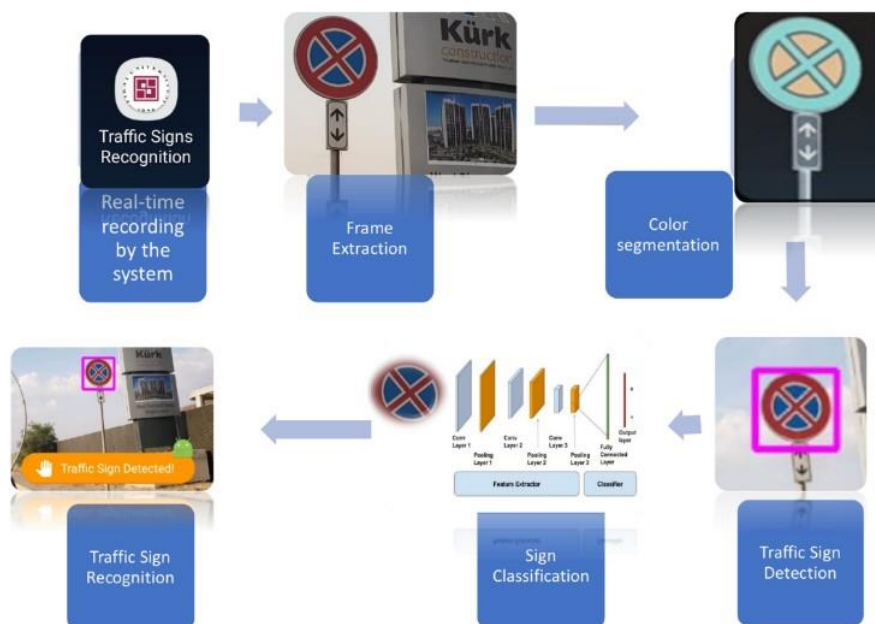 Traffic Signs
Recognition
Real-time
recording
by the
system
Kürk
construction
Frame
Extraction
Color
segmentation
Kürk
Traffic Sign Detected!
Traffic Sign
Recognition
Conv
Layer 1
Pooling
Layer 1
Conv
Layer 2
Pooling
Layer 2
Conv
Layer 3
Pooling
Layer 3
Fully
Connected
Layer
Output
layer
Feature Extractor
Classifier
Sign
Classification
Traffic Sign
Detection